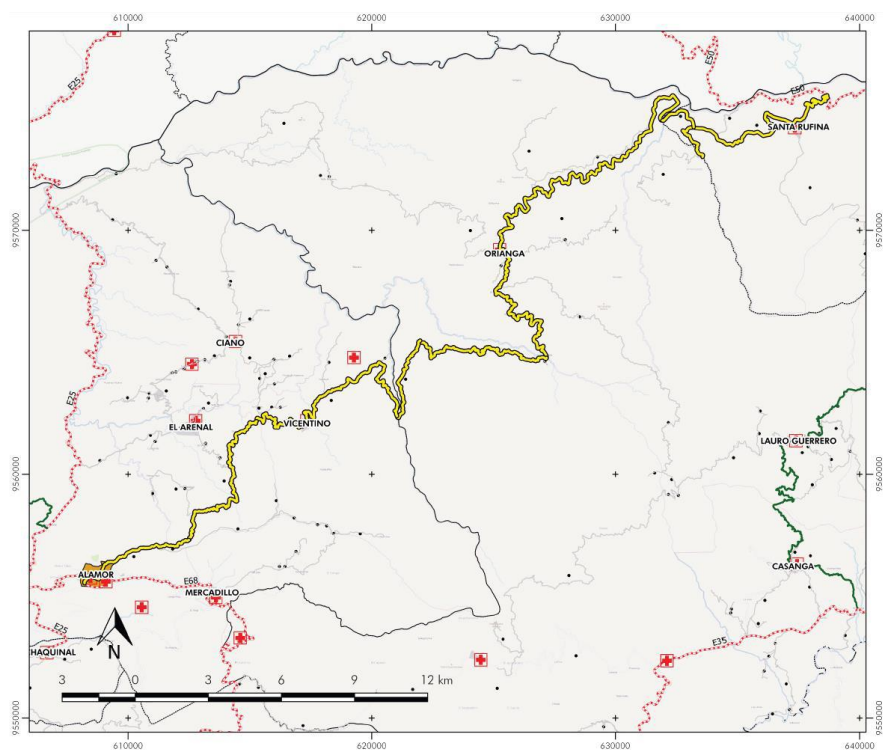 610000 620000 630000 640000
E25
E50
E50
SANTA RUFINA
9570000 9570000
ORIANGA
CIANO
E25
EL ARENAL
VICENTINO
LAURO GUERRERO
9560000 9560000
CASANGA
ALAMOR
E68
MERCADILLO
E25
E35
HAQUINAL
N
3 0 3 6 9 12 km
9550000 9550000
610000 620000 630000 640000